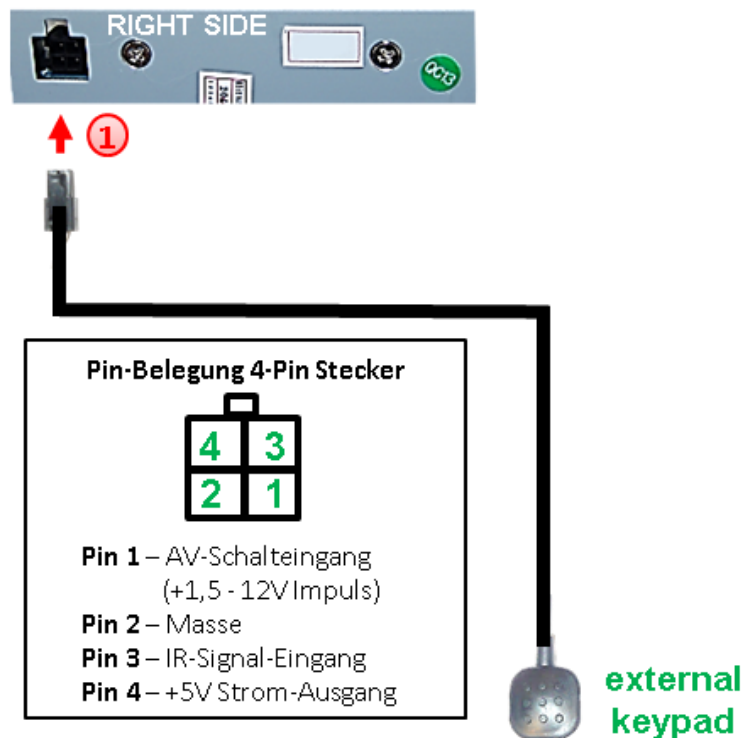 RIGHT SIDE
QC13
1
Pin-Belegung 4-Pin Stecker
4 3
2 1
Pin 1 – AV-Schalteingang
(+1,5 - 12V Impuls)
Pin 2 – Masse
Pin 3 – IR-Signal-Eingang
Pin 4 – +5V Strom-Ausgang
external
keypad